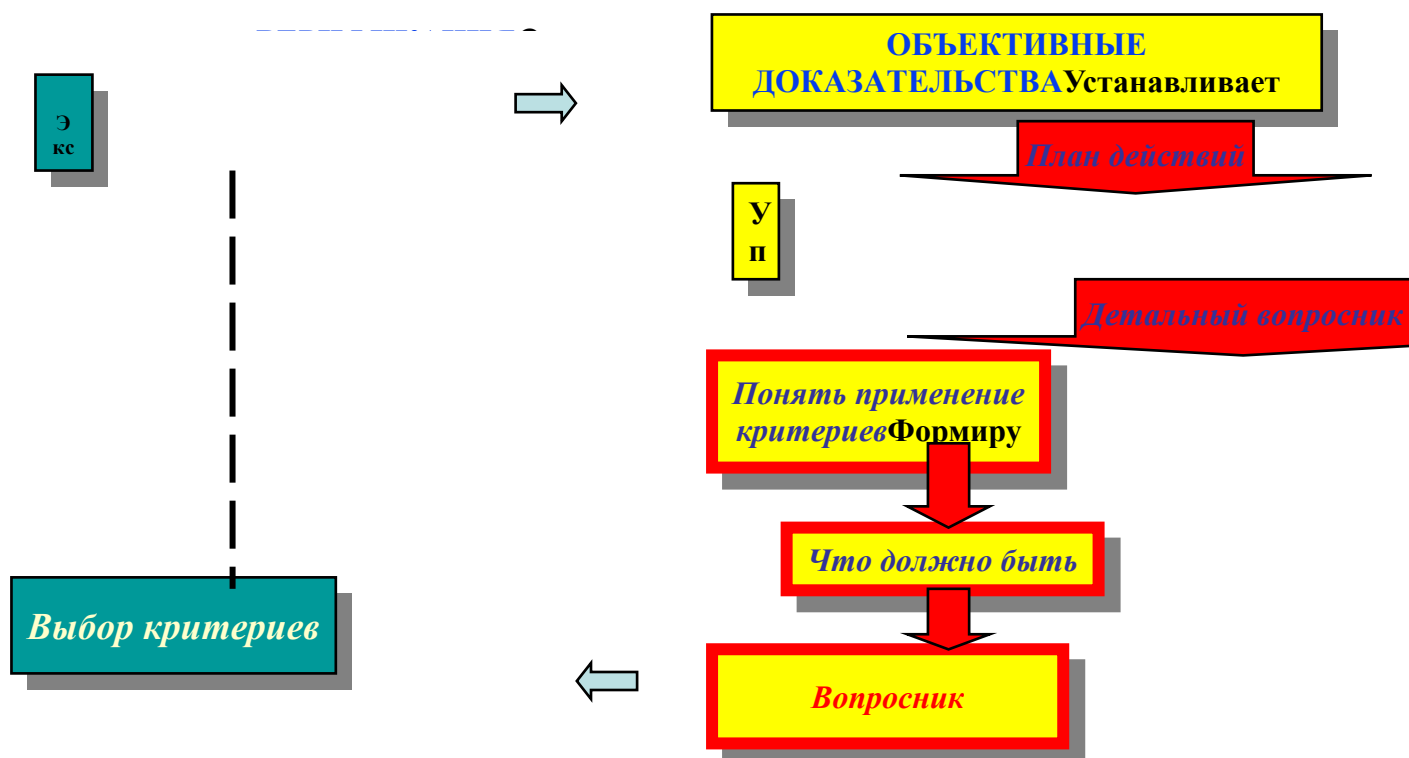 ОБЪЕКТИВНЫЕ
ДОКАЗАТЕЛЬСТВАУстанавливает
Э
кс
План действий
У
п
Детальный вопросник
Понять применение
критериевФормиру
Что должно быть
Выбор критериев
Вопросник